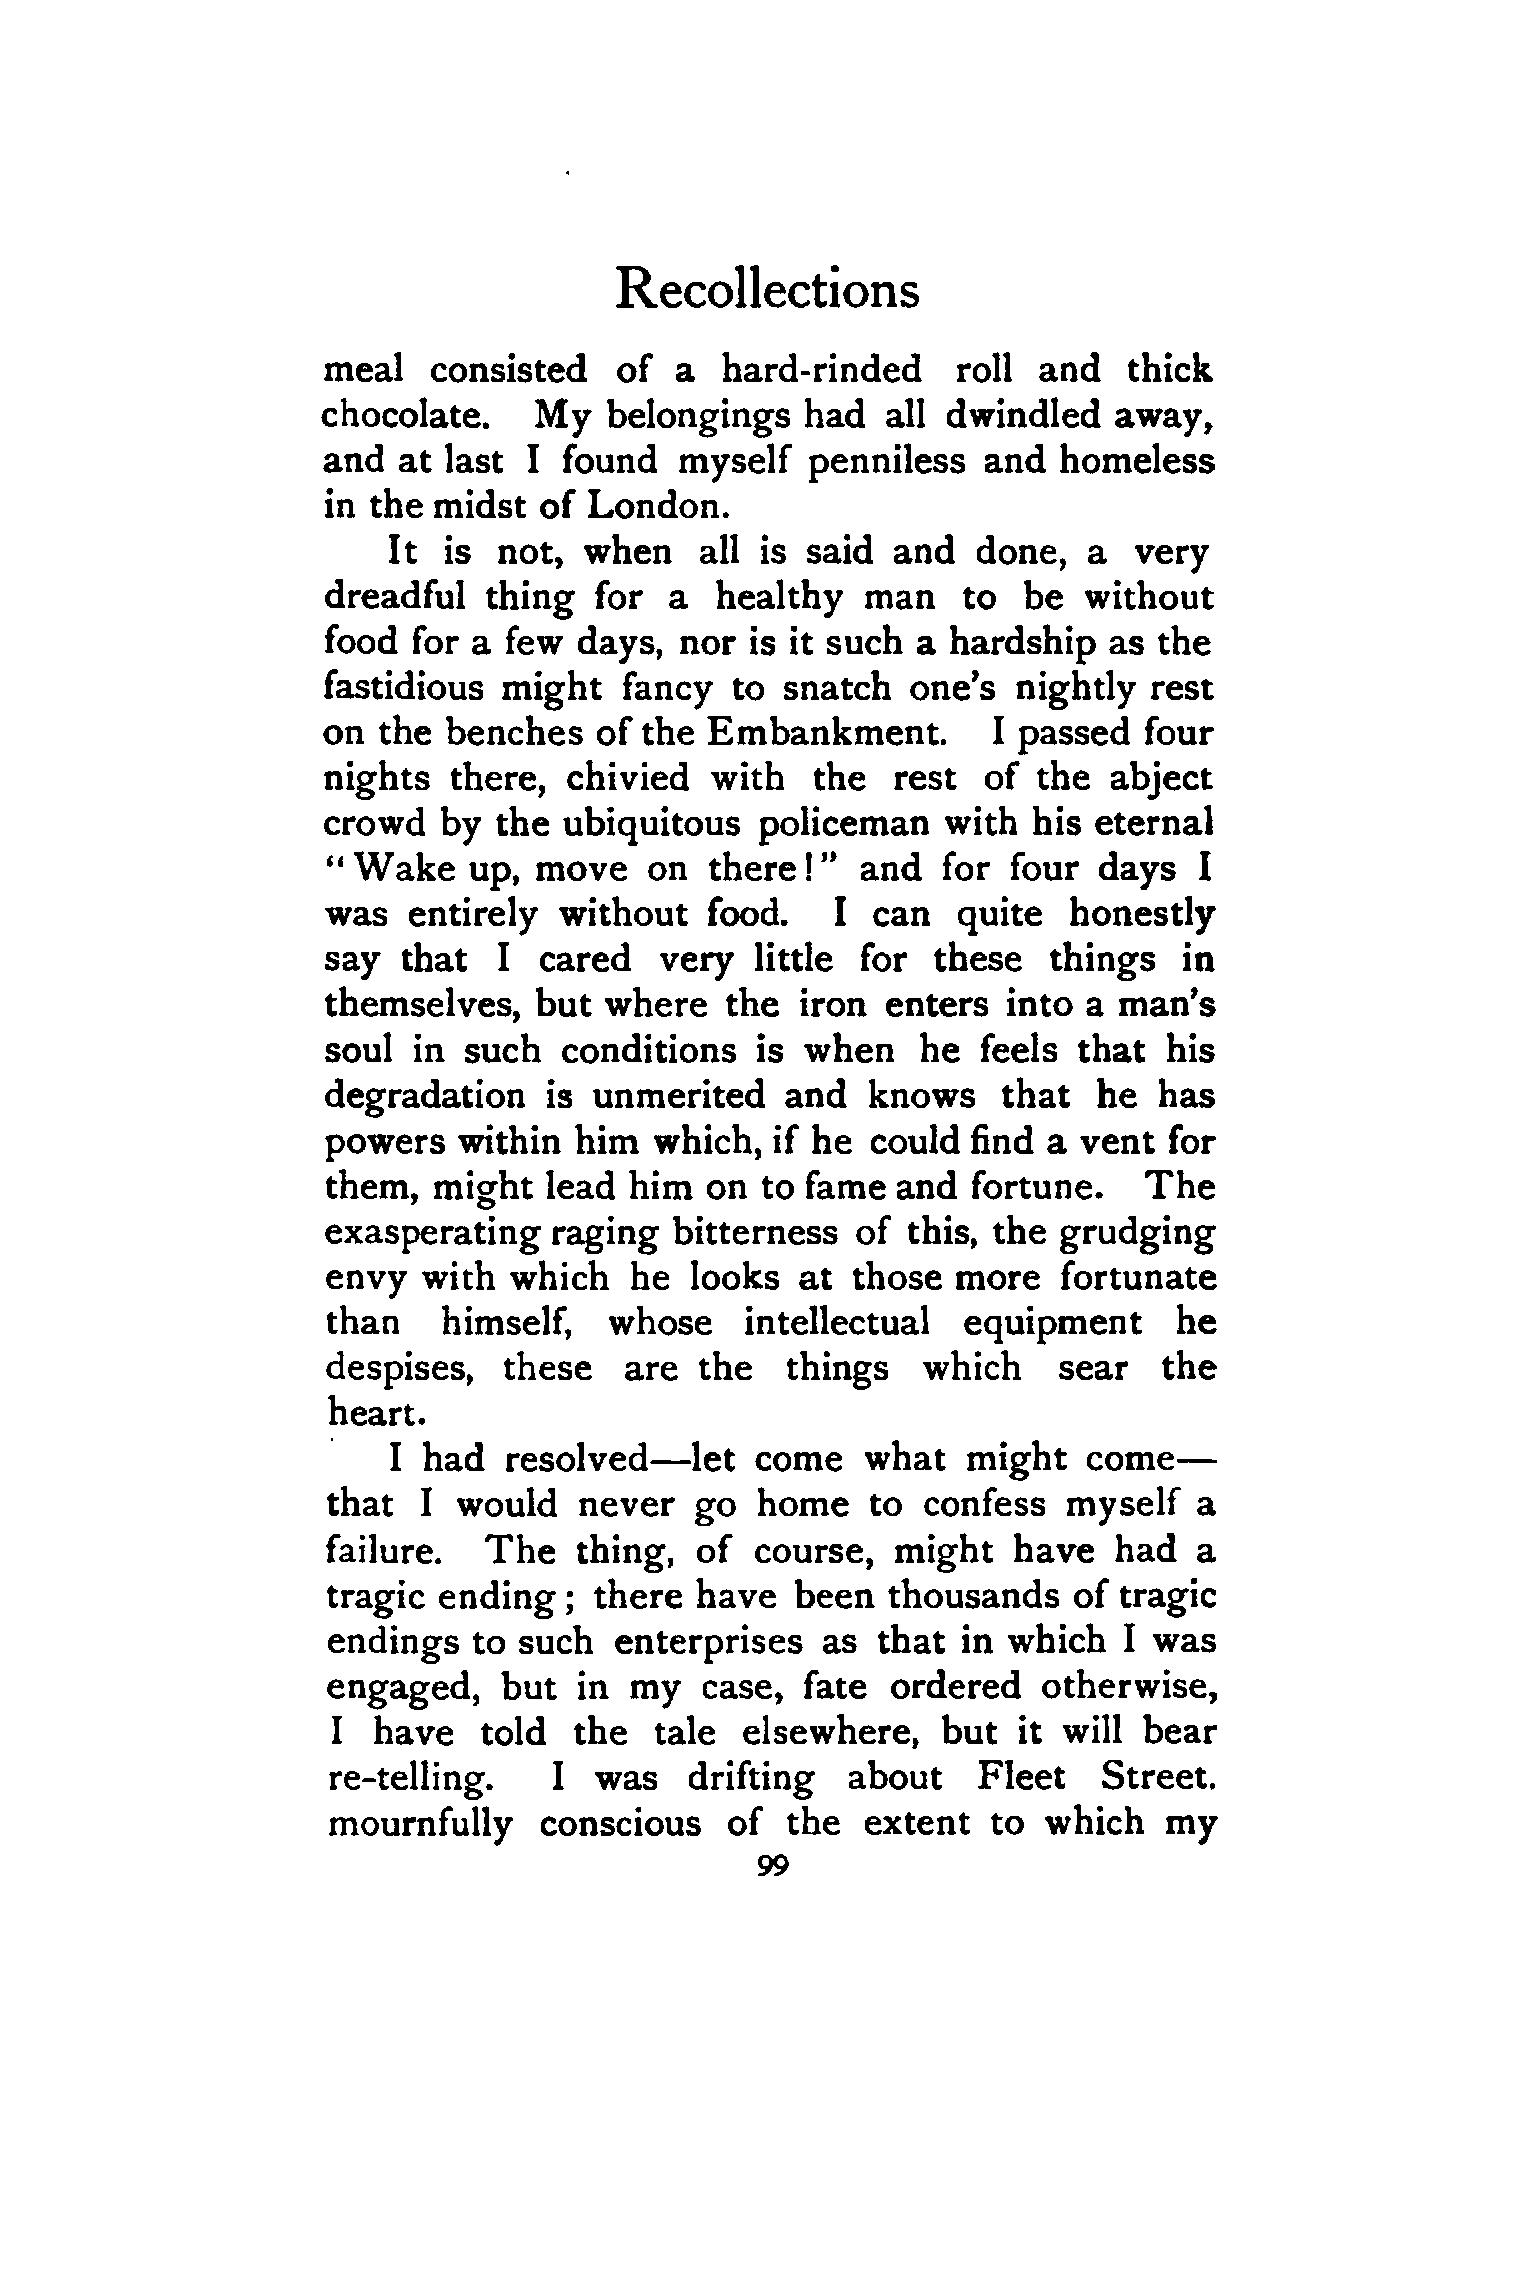 Recollections
meal consisted of a hard-rinded roll and thick
chocolate. My belongings had all dwindled away,
and at last I found myself penniless and homeless
in the midst of London.
It is not, when all is said and done, a very
dreadful thing for a healthy man to be without
food for a few days, nor is it such a hardship as the
fastidious might fancy to snatch one's nightly rest
on the benches of the Embankment. I passed four
nights there, chivied with the rest of the abject
crowd by the ubiquitous policeman with his eternal
“Wake up, move on there!” and for four days I
was entirely without food. I can quite honestly
say that I cared very little for these things in
themselves, but where the iron enters into a man's
soul in such conditions is when he feels that his
degradation is unmerited and knows that he has
powers within him which, if he could find a vent for
them, might lead him on to fame and fortune. The
exasperating raging bitterness of this, the grudging
envy with which he looks at those more fortunate
than himself, whose intellectual equipment he
despises, these are the things which sear the
heart.
I had resolved—let come what might come—
that I would never go home to confess myself a
failure. The thing, of course, might have had a
tragic ending; there have been thousands of tragic
endings to such enterprises as that in which I was
engaged, but in my case, fate ordered otherwise,
I have told the tale elsewhere, but it will bear
re-telling. I was drifting about Fleet Street.
mournfully conscious of the extent to which my
99